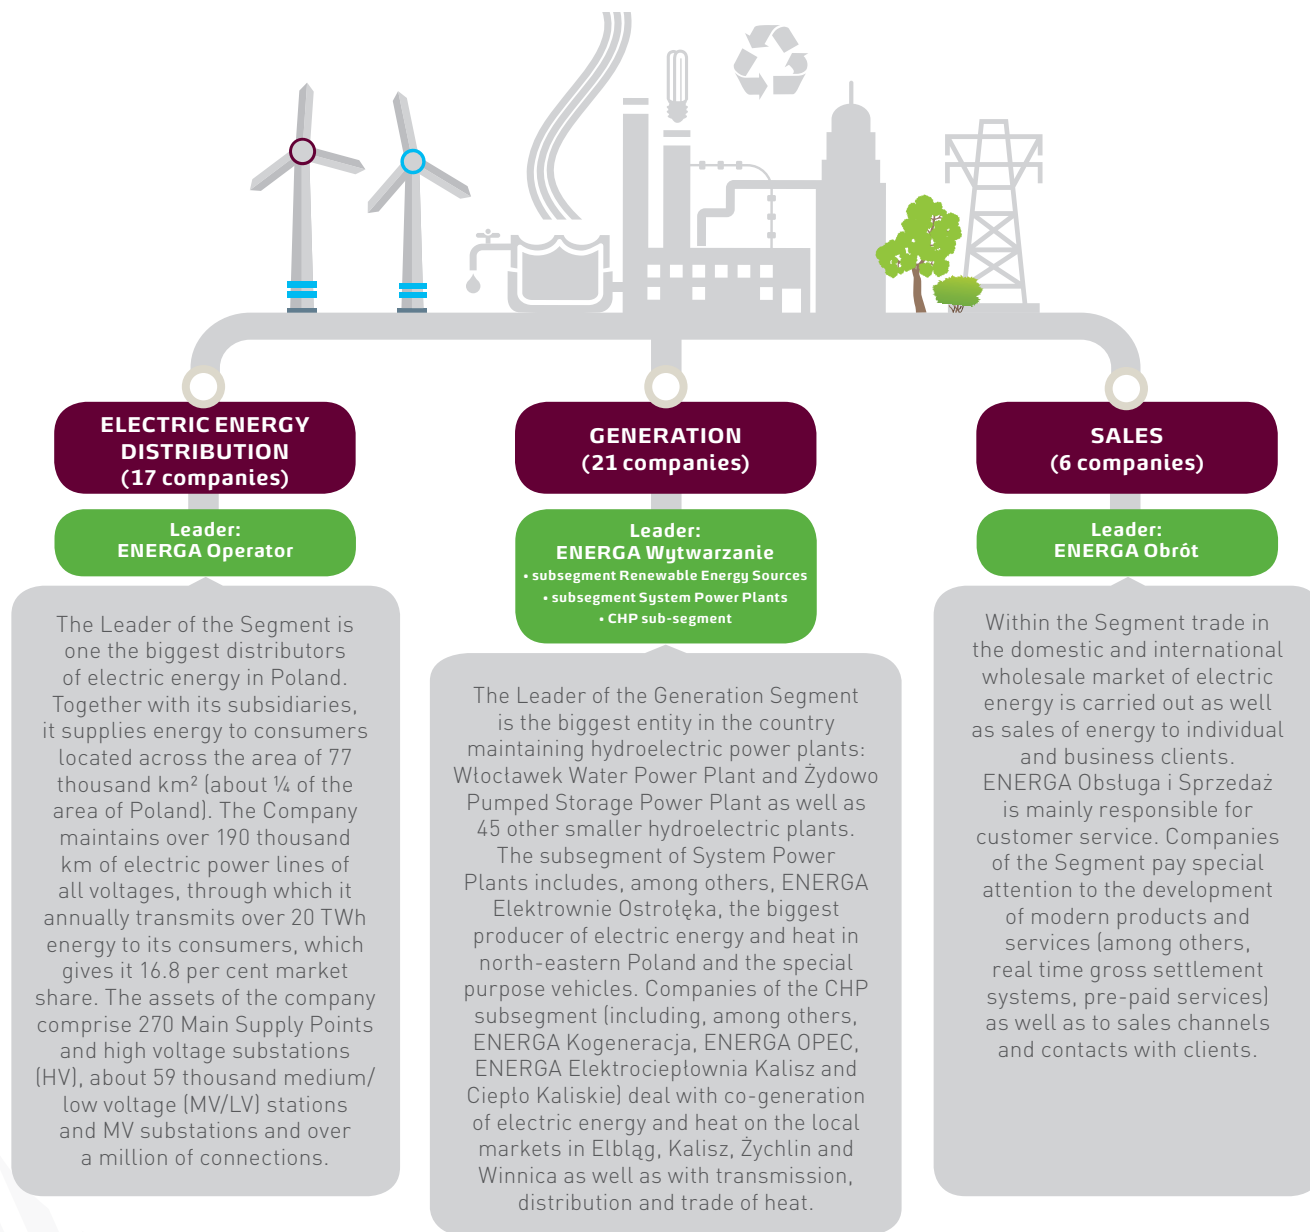 ELECTRIC ENERGY
DISTRIBUTION
(17 companies)
Leader:
ENERGA Operator
The Leader of the Segment is
one the biggest distributors
of electric energy in Poland.
Together with its subsidiaries,
it supplies energy to consumers
located across the area of 77
thousand km² (about ¼ of the
area of Poland). The Company
maintains over 190 thousand
km of electric power lines of
all voltages, through which it
annually transmits over 20 TWh
energy to its consumers, which
gives it 16.8 per cent market
share. The assets of the company
comprise 270 Main Supply Points
and high voltage substations
(HV), about 59 thousand medium/
low voltage (MV/LV) stations
and MV substations and over
a million of connections.
GENERATION
(21 companies)
Leader:
ENERGA Wytwarzanie
• subsegment Renewable Energy Sources
• subsegment System Power Plants
• CHP sub-segment
The Leader of the Generation Segment
is the biggest entity in the country
maintaining hydroelectric power plants:
Włocławek Water Power Plant and Żydowo
Pumped Storage Power Plant as well as
45 other smaller hydroelectric plants.
The subsegment of System Power
Plants includes, among others, ENERGA
Elektrownie Ostrołęka, the biggest
producer of electric energy and heat in
north-eastern Poland and the special
purpose vehicles. Companies of the CHP
subsegment (including, among others,
ENERGA Kogeneracja, ENERGA OPEC,
ENERGA Elektrociepłownia Kalisz and
Ciepło Kaliskie) deal with co-generation
of electric energy and heat on the local
markets in Elbląg, Kalisz, Żychlin and
Winnica as well as with transmission,
distribution and trade of heat.
SALES
(6 companies)
Leader:
ENERGA Obrót
Within the Segment trade in
the domestic and international
wholesale market of electric
energy is carried out as well
as sales of energy to individual
and business clients.
ENERGA Obsługa i Sprzedaż
is mainly responsible for
customer service. Companies
of the Segment pay special
attention to the development
of modern products and
services (among others,
real time gross settlement
systems, pre-paid services)
as well as to sales channels
and contacts with clients.